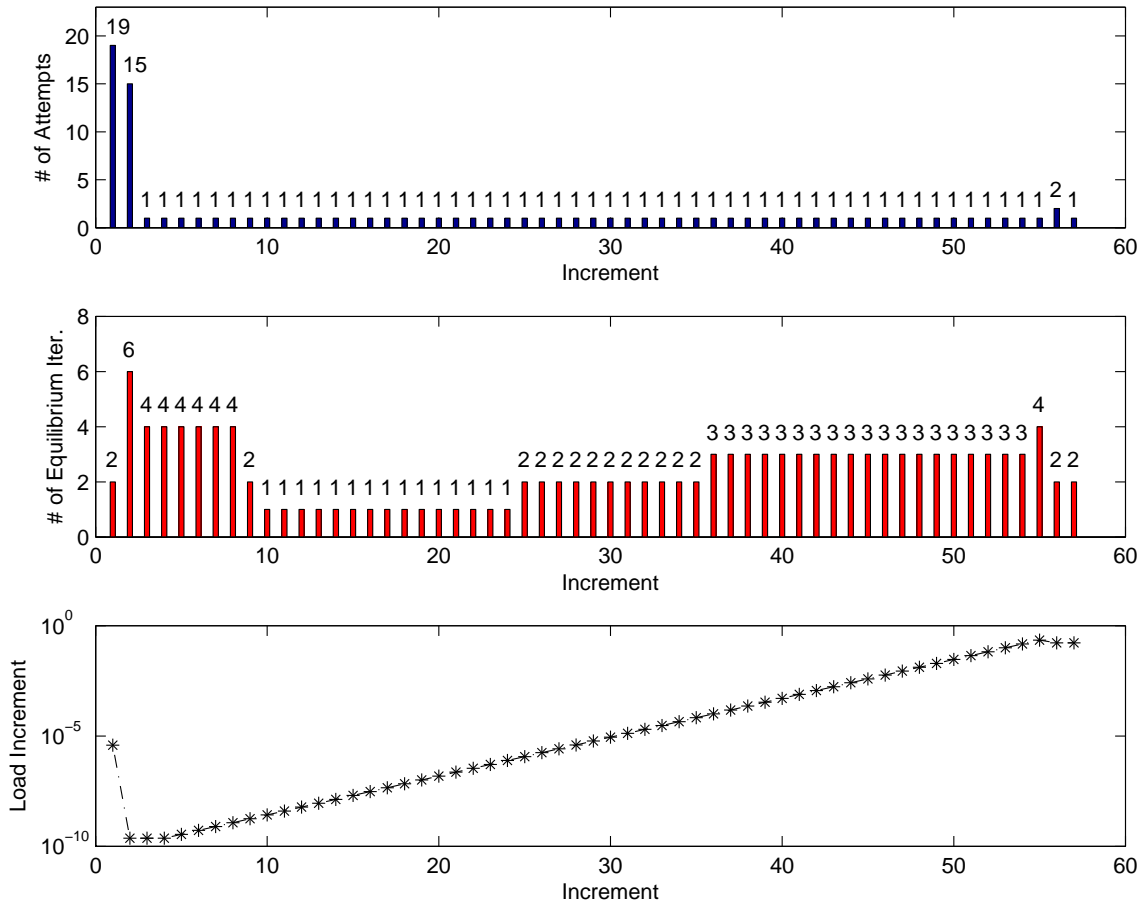 # of Attempts
20
15
10
5
0
19
15
1 1 1 1 1 1 1 1 1 1 1 1 1 1 1 1 1 1 1 1 1 1 1 1 1 1 1 1 1 1 1 1 1 1 1 1 1 1 1 1 1 1 1 1 1 1 1 1 1 1 1 1 1 2 1
0 10 20 30 40 50 60
Increment
# of Equilibrium Iter.
8
6
4
2
0
2 6 4 4 4 4 4 4 2 1 1 1 1 1 1 1 1 1 1 1 1 1 1 1 2 2 2 2 2 2 2 2 2 2 2 3 3 3 3 3 3 3 3 3 3 3 3 3 3 3 3 3 3 3 4 2 2
0 10 20 30 40 50 60
Increment
Load Increment
10^0
10^−5
10^−10
0 10 20 30 40 50 60
Increment